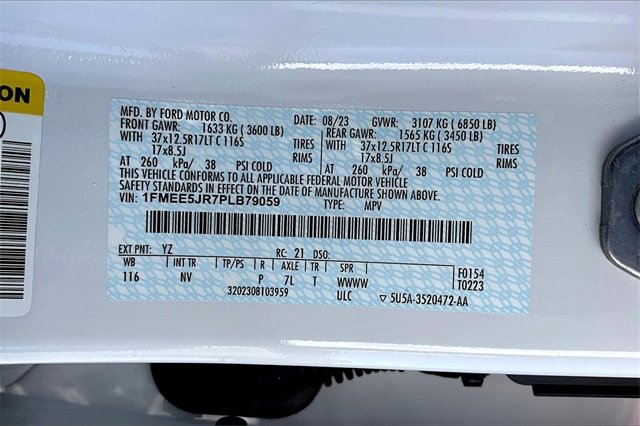 ON
MFD. BY FORD MOTOR CO. DATE: 08/23 GVWR: 3107 KG ( 6850 LB)
FRONT GAWR: 1633 KG ( 3600 LB) REAR GAWR: 1565 KG ( 3450 LB)
WITH 37x12.5R17LT C 116S TIRES WITH 37x12.5R17LT C 116S TIRES
17x8.5J RIMS 17x8.5J RIMS
AT 260 kPa/ 38 PSI COLD AT 260 kPa/ 38 PSI COLD
THIS VEHICLE CONFORMS TO ALL APPLICABLE FEDERAL MOTOR VEHICLE
SAFETY STANDARDS IN EFFECT ON THE DATE OF MANUFACTURE SHOWN ABOVE.
VIN: 1FMEE5JR7PLB79059 TYPE: MPV
EXT PNT: YZ RC: 21 DSO:
WB INT TR TP/PS R AXLE TR SPR F0154
116 NV P 7L T WWWW T0223
3202308103959 ULC ▽ 5U5A-3520472-AA